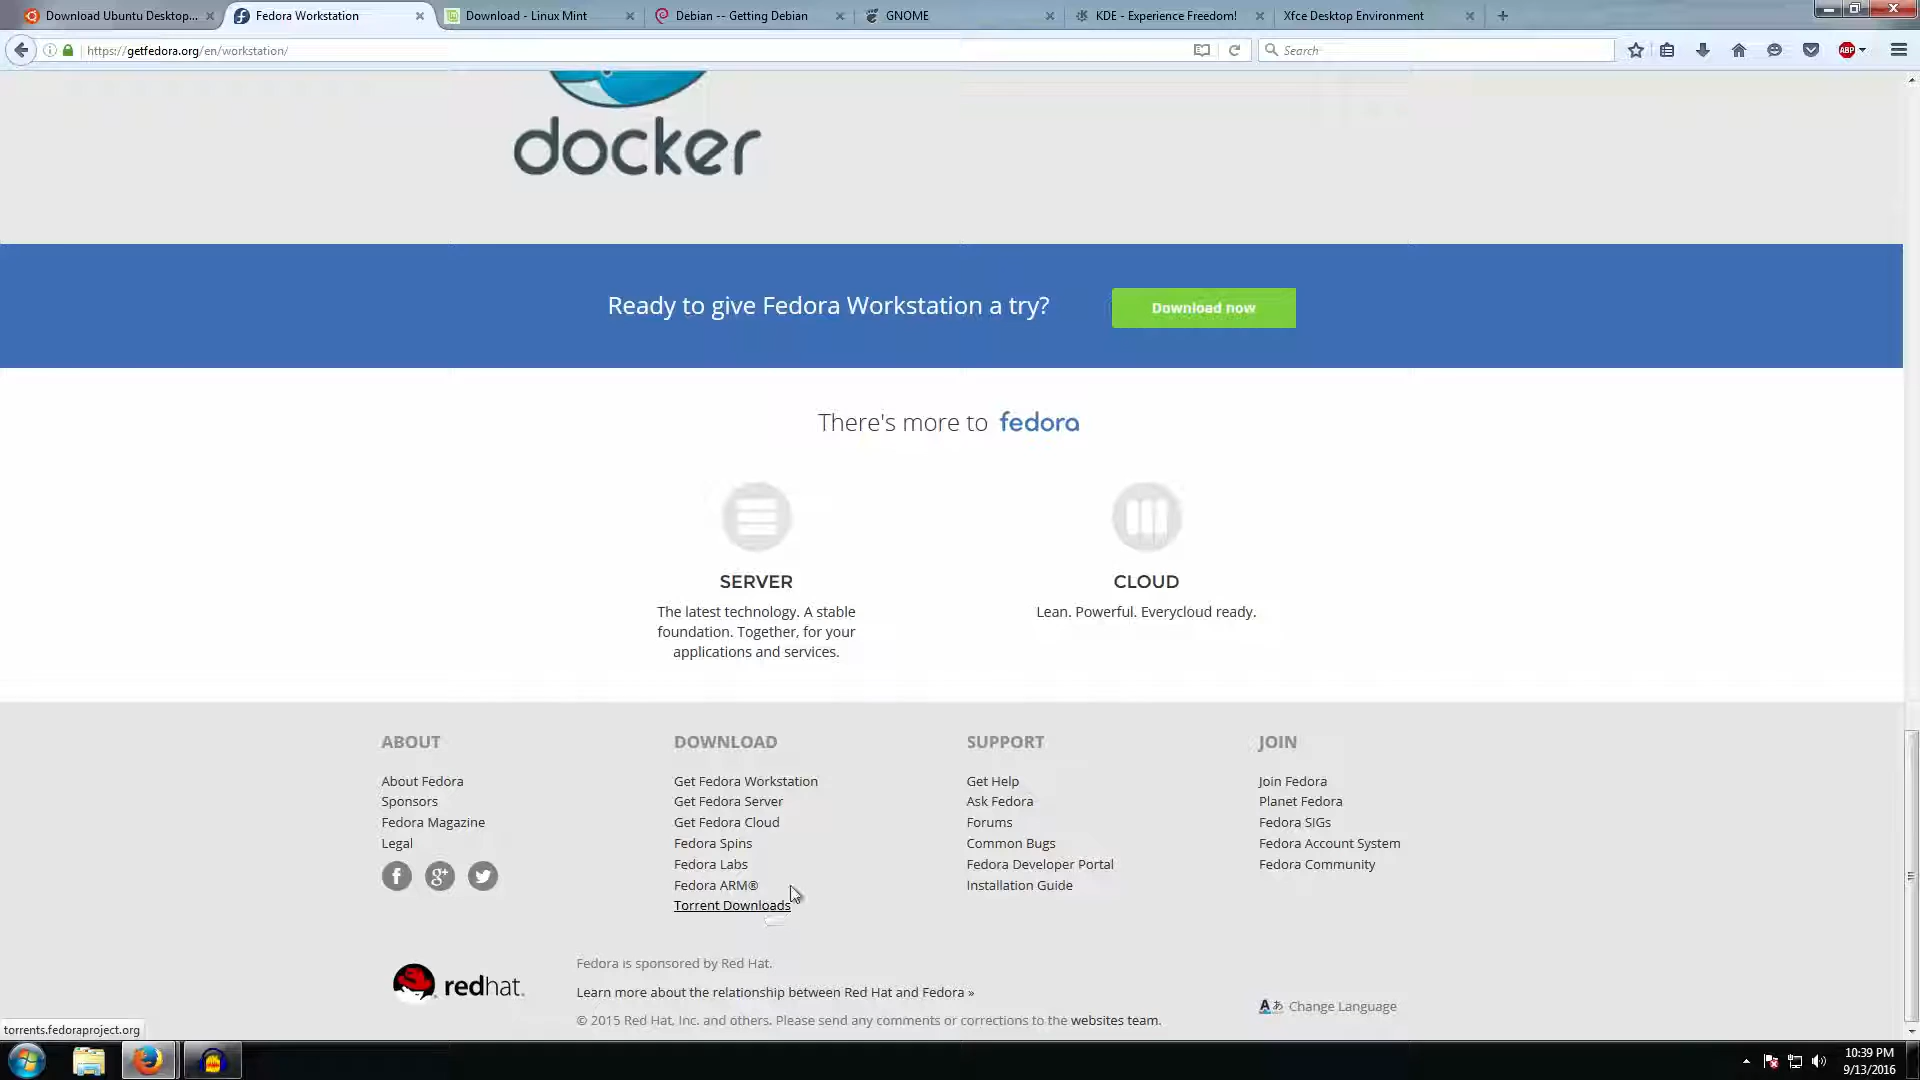 Download Ubuntu Desktop...
Fedora Workstation
Download - Linux Mint
Debian -- Getting Debian
GNOME
KDE - Experience Freedom!
Xfce Desktop Environment
https://getfedora.org/en/workstation/
Search
ABP
docker
Ready to give Fedora Workstation a try?
Download now
There's more to fedora
SERVER
The latest technology. A stable
foundation. Together, for your
applications and services.
CLOUD
Lean. Powerful. Everycloud ready.
ABOUT
About Fedora
Sponsors
Fedora Magazine
Legal
DOWNLOAD
Get Fedora Workstation
Get Fedora Server
Get Fedora Cloud
Fedora Spins
Fedora Labs
Fedora ARM®
Torrent Downloads
SUPPORT
Get Help
Ask Fedora
Forums
Common Bugs
Fedora Developer Portal
Installation Guide
JOIN
Join Fedora
Planet Fedora
Fedora SIGs
Fedora Account System
Fedora Community
redhat.
Fedora is sponsored by Red Hat.
Learn more about the relationship between Red Hat and Fedora »
© 2015 Red Hat, Inc. and others. Please send any comments or corrections to the websites team.
Change Language
torrents.fedoraproject.org
10:39 PM
9/13/2016